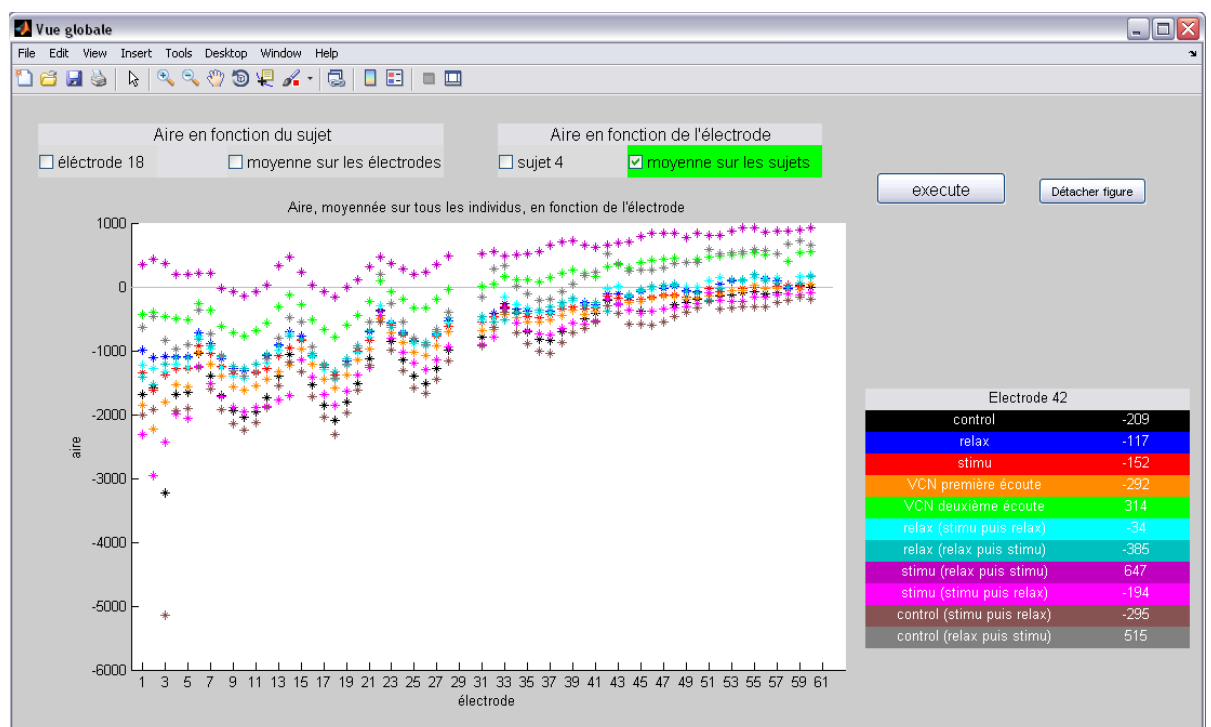 Vue globale
File Edit View Insert Tools Desktop Window Help
Aire en fonction du sujet
éléctrode 18
moyenne sur les électrodes
Aire en fonction de l'électrode
sujet 4
moyenne sur les sujets
execute
Détacher figure
Aire, moyennée sur tous les individus, en fonction de l'électrode
1000
0
-1000
-2000
-3000
-4000
-5000
-6000
aire
1 3 5 7 9 11 13 15 17 19 21 23 25 27 29 31 33 35 37 39 41 43 45 47 49 51 53 55 57 59 61
électrode
Electrode 42
control -209
relax -117
stimu -152
VCN première écoute -292
VCN deuxième écoute 314
relax (stimu puis relax) -34
relax (relax puis stimu) -385
stimu (relax puis stimu) 647
stimu (stimu puis relax) -194
control (stimu puis relax) -295
control (relax puis stimu) 515